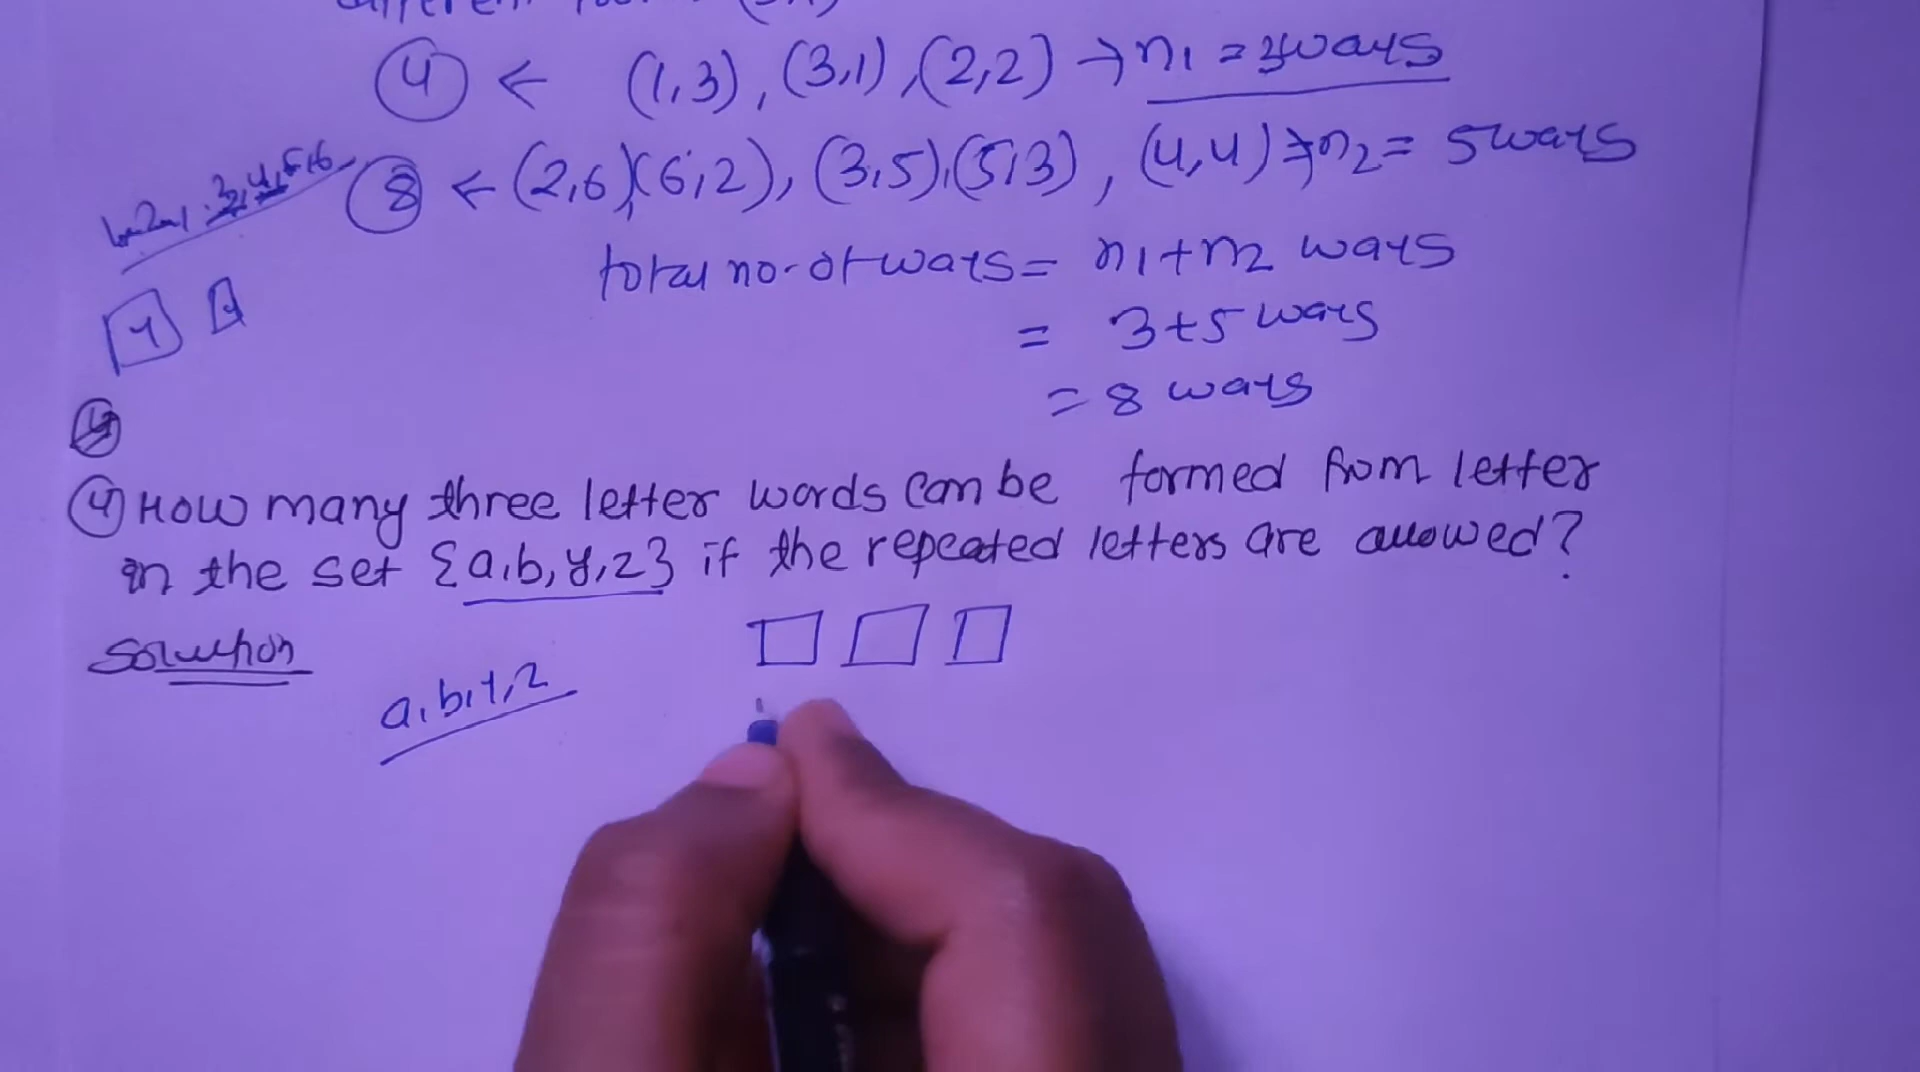 ④ ← (1,3), (3,1), (2,2) → n1 = 3 ways
⑧ ← (2,6)(6,2), (3,5),(5,3), (4,4) → n2 = 5 ways
total no. of ways = n1 + n2 ways
= 3+5 ways
= 8 ways
④ How many three letter words can be formed from letter
in the set {a,b,y,z} if the repeated letters are allowed?
Solution
a,b,y,z